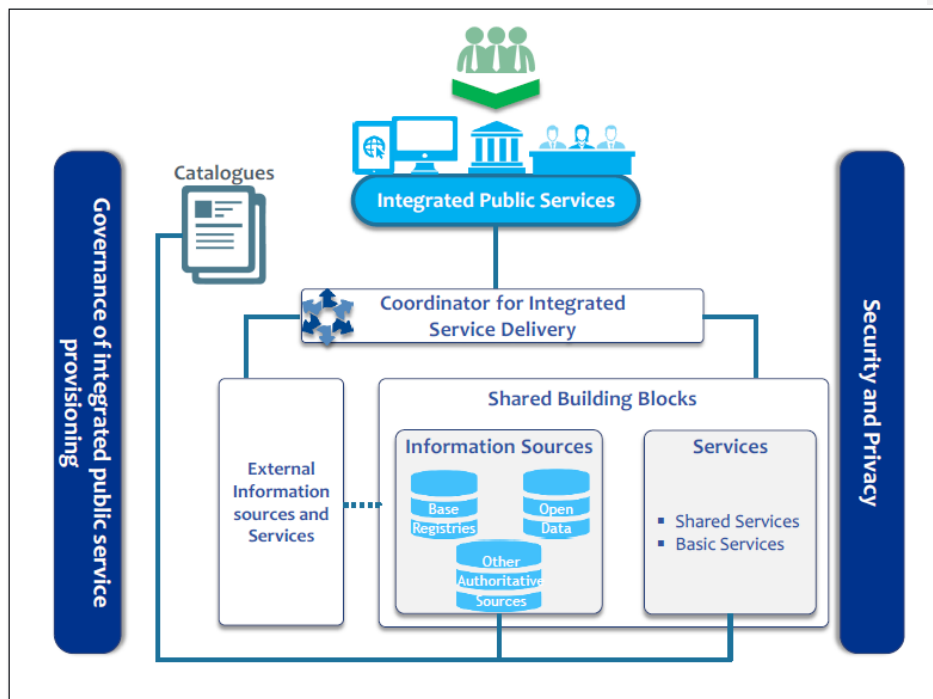 Catalogues
Integrated Public Services
Governance of integrated public service
provisioning
Coordinator for Integrated
Service Delivery
Security and Privacy
External
Information
sources and
Services
Shared Building Blocks
Information Sources
Base
Registries
Open
Data
Other
Authoritative
Sources
Services
▪ Shared Services
▪ Basic Services